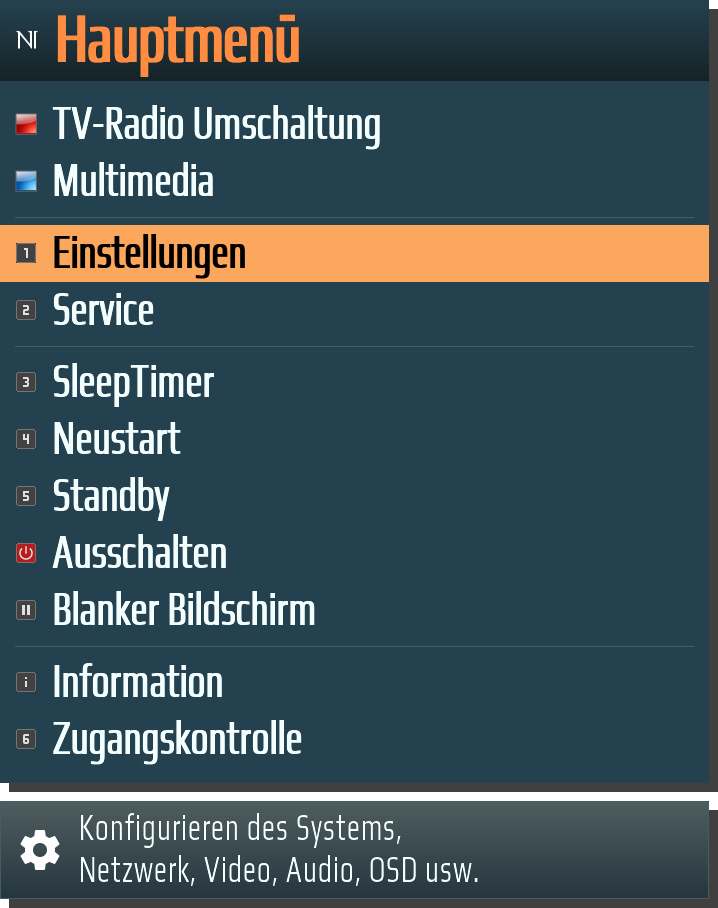 NI Hauptmenü
TV-Radio Umschaltung
Multimedia
1 Einstellungen
2 Service
3 SleepTimer
4 Neustart
5 Standby
Ausschalten
Blanker Bildschirm
i Information
6 Zugangskontrolle
Konfigurieren des Systems,
Netzwerk, Video, Audio, OSD usw.